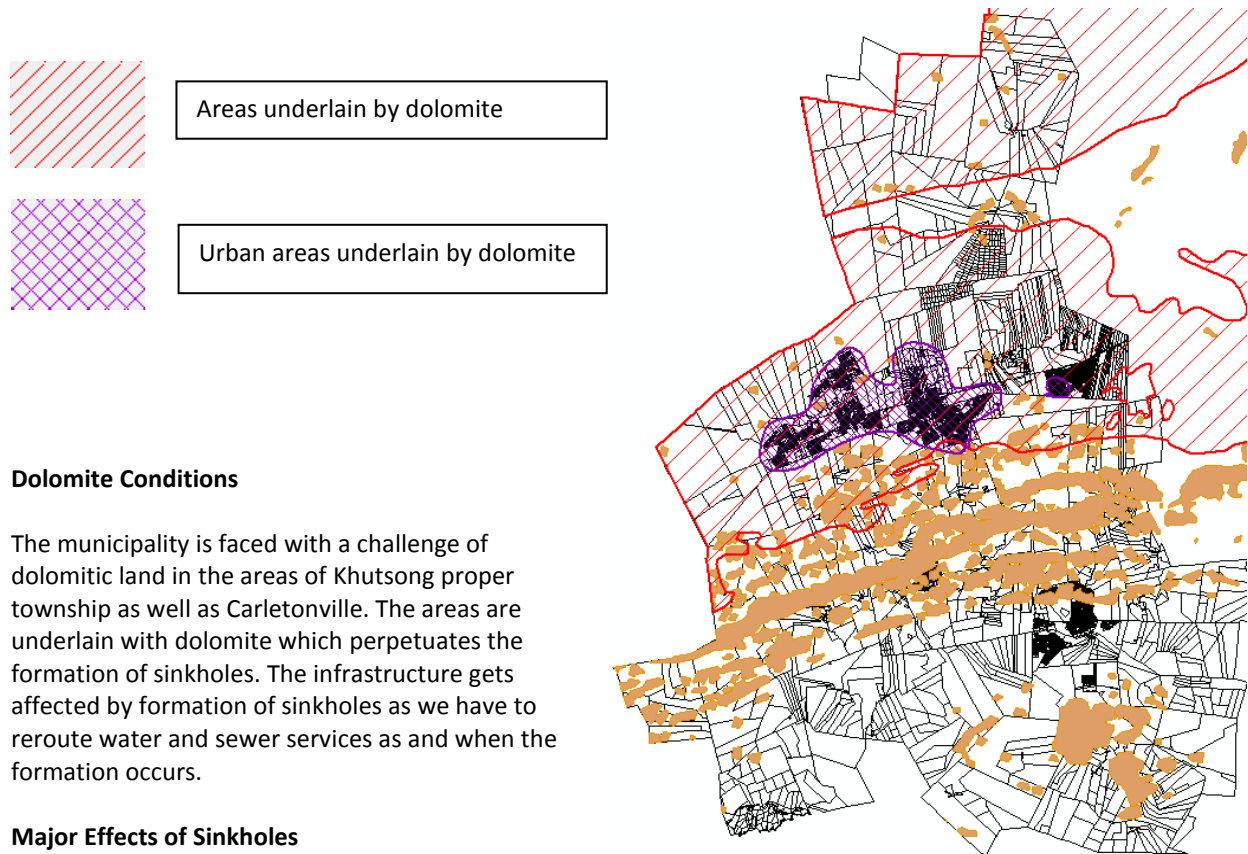 Areas underlain by dolomite
Urban areas underlain by dolomite
Dolomite Conditions
The municipality is faced with a challenge of
dolomitic land in the areas of Khutsong proper
township as well as Carletonville. The areas are
underlain with dolomite which perpetuates the
formation of sinkholes. The infrastructure gets
affected by formation of sinkholes as we have to
reroute water and sewer services as and when the
formation occurs.
Major Effects of Sinkholes